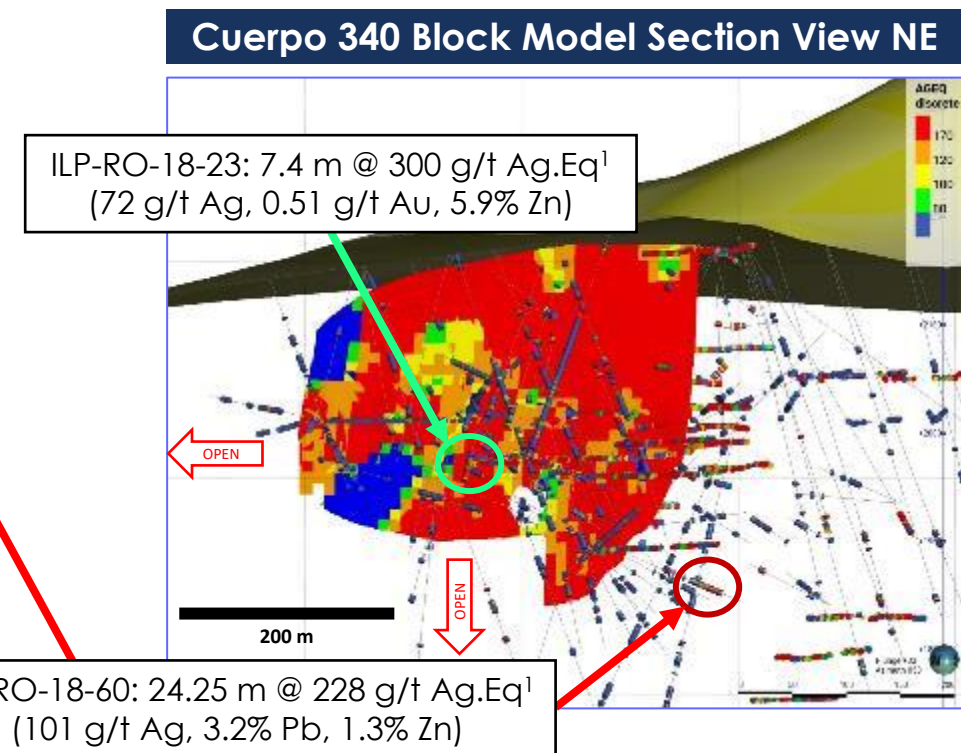 Cuerpo 340 Block Model Section View NE
AGEQ
discrete
170
120
100
80
ILP-RO-18-23: 7.4 m @ 300 g/t Ag.Eq¹
(72 g/t Ag, 0.51 g/t Au, 5.9% Zn)
OPEN
OPEN
200 m
RO-18-60: 24.25 m @ 228 g/t Ag.Eq¹
(101 g/t Ag, 3.2% Pb, 1.3% Zn)